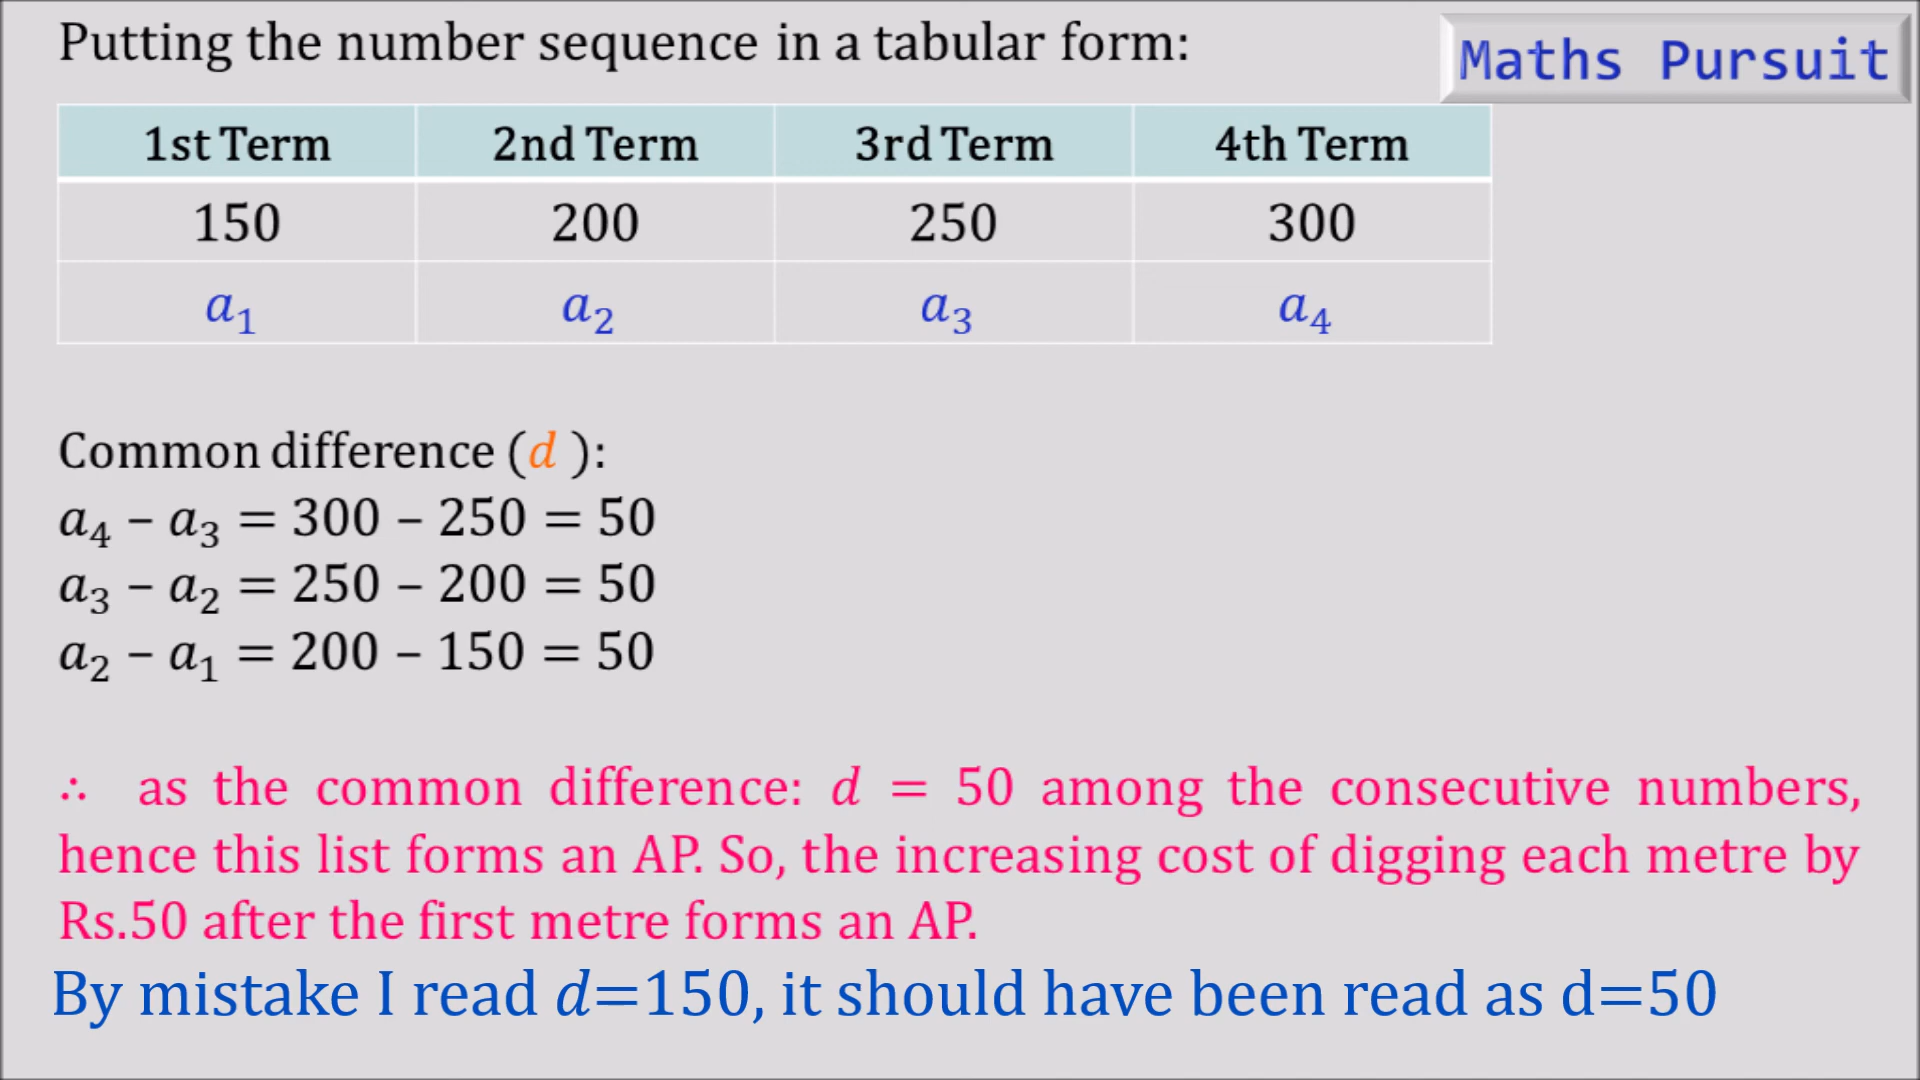 Putting the number sequence in a tabular form:
Maths Pursuit
1st Term 2nd Term 3rd Term 4th Term
150 200 250 300
a₁ a₂ a₃ a₄
Common difference (d ):
a₄ – a₃ = 300 – 250 = 50
a₃ – a₂ = 250 – 200 = 50
a₂ – a₁ = 200 – 150 = 50
∴ as the common difference: d = 50 among the consecutive numbers,
hence this list forms an AP. So, the increasing cost of digging each metre by
Rs.50 after the first metre forms an AP.
By mistake I read d=150, it should have been read as d=50